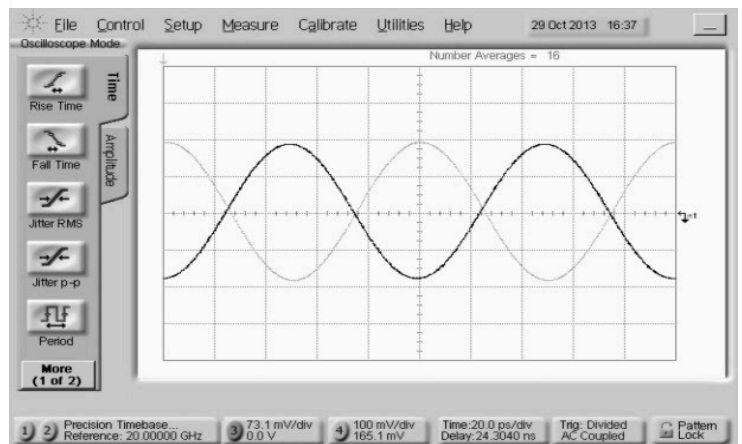 File Control Setup Measure Calibrate Utilities Help 29 Oct 2013 16:37
Oscilloscope Mode
Number Averages = 16
Time
Rise Time
Amplitude
Fall Time
Jitter RMS
Jitter p-p
Period
More
(1 of 2)
1 2 Precision Timebase...
Reference: 20.00000 GHz
3 73.1 mV/div
0.0 V
4 100 mV/div
165.1 mV
Time:20.0 ps/div
Delay:24.3040 ns
Trig: Divided
AC Coupled
Pattern
Lock